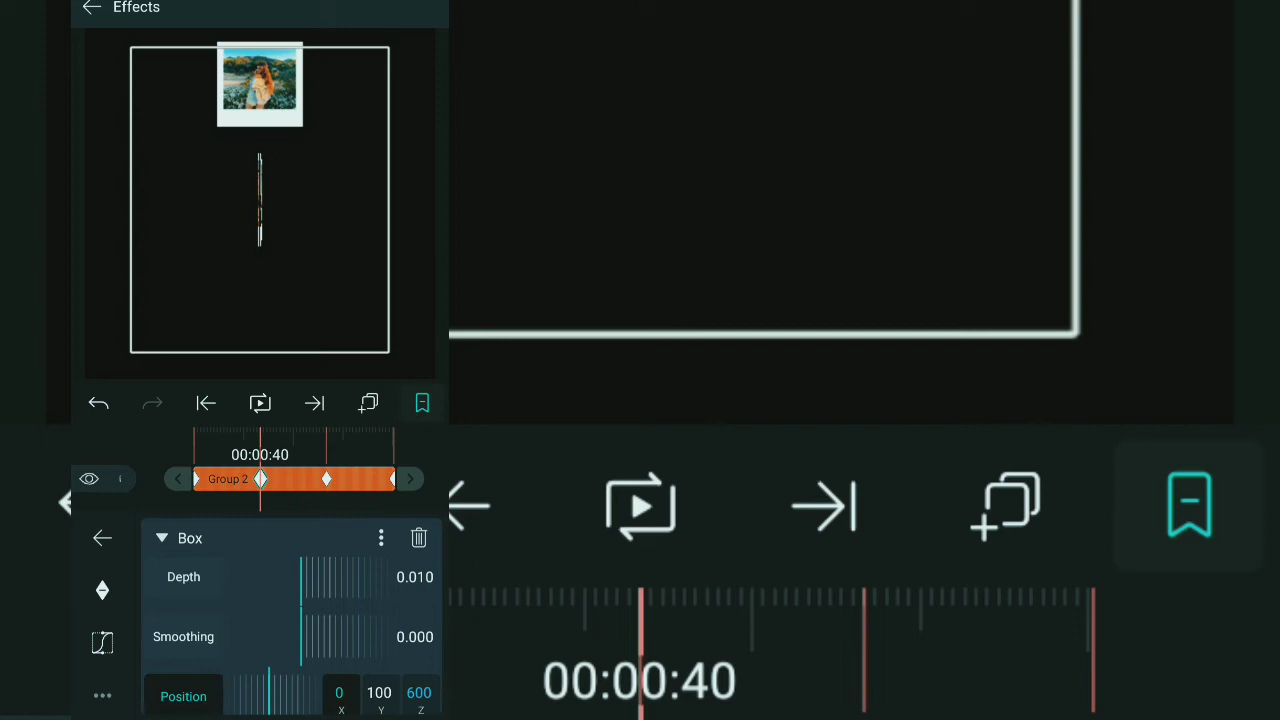 Effects
00:00:40
Group 2
Box
Depth
0.010
Smoothing
0.000
Position
0 100 600
X Y Z
00:00:40